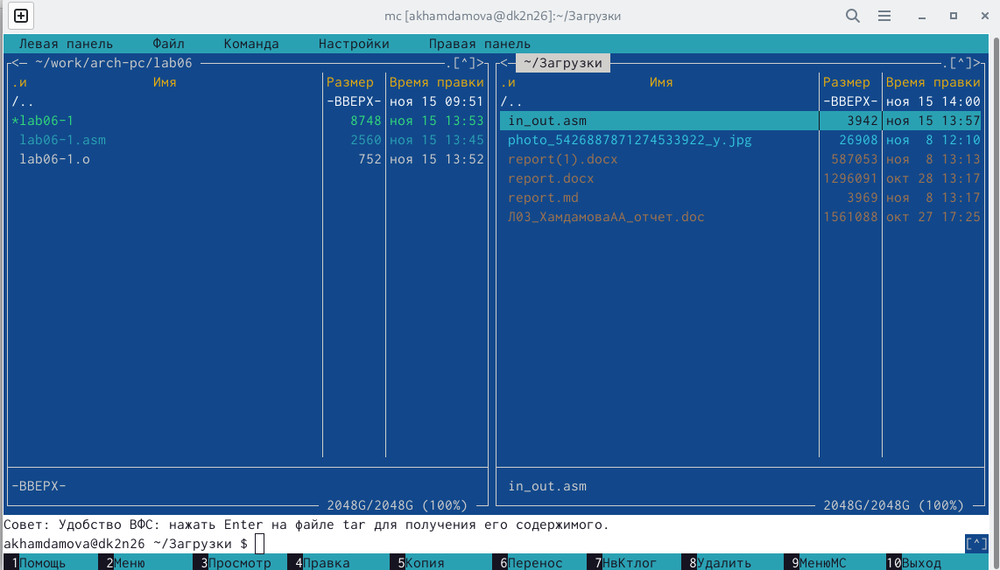 mc [akhamdamova@dk2n26]:~/Загрузки
Левая панель Файл Команда Настройки Правая панель
<─ ~/work/arch-pc/lab06 ─.[^]>
.и Имя Размер Время правки
/.. -ВВЕРХ- ноя 15 09:51
*lab06-1 8748 ноя 15 13:53
lab06-1.asm 2560 ноя 15 13:45
lab06-1.o 752 ноя 15 13:52
-ВВЕРХ-
2048G/2048G (100%)
<─ ~/Загрузки ─.[^]>
.и Имя Размер Время правки
/.. -ВВЕРХ- ноя 15 14:00
in_out.asm 3942 ноя 15 13:57
photo_5426887871274533922_y.jpg 26908 ноя 8 12:10
report(1).docx 587053 ноя 8 13:13
report.docx 1296091 окт 28 13:17
report.md 3969 ноя 8 13:17
Л03_ХамдамоваАА_отчет.doc 1561088 окт 27 17:25
in_out.asm
2048G/2048G (100%)
Совет: Удобство ВФС: нажать Enter на файле tar для получения его содержимого.
akhamdamova@dk2n26 ~/Загрузки $ [^]
1Помощь 2Меню 3Просмотр 4Правка 5Копия 6Перенос 7НвКтлог 8Удалить 9МенюМС 10Выход